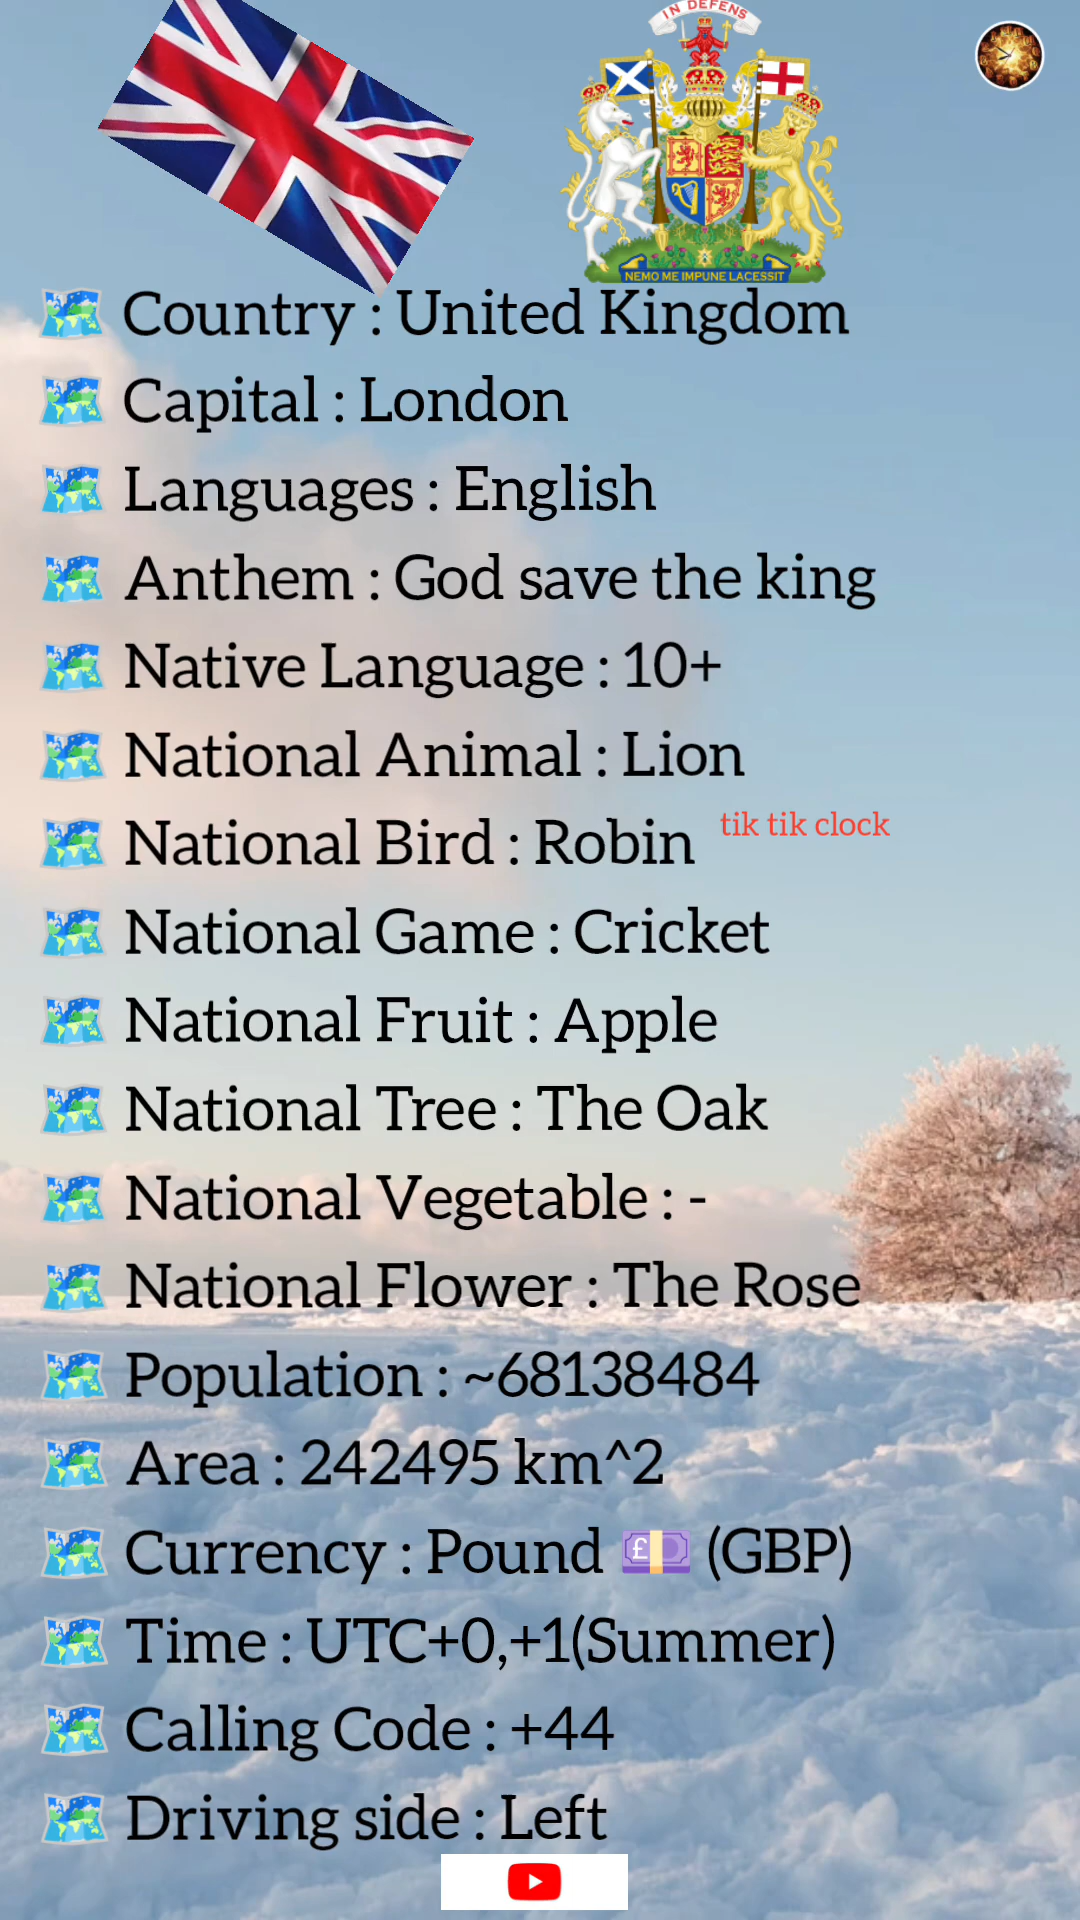 IN DEFENS
NEMO ME IMPUNE LACESSIT
Country : United Kingdom
Capital : London
Languages : English
Anthem : God save the king
Native Language : 10+
National Animal : Lion
National Bird : Robin
tik tik clock
National Game : Cricket
National Fruit : Apple
National Tree : The Oak
National Vegetable : -
National Flower : The Rose
Population : ~68138484
Area : 242495 km^2
Currency : Pound 💷 (GBP)
Time : UTC+0,+1(Summer)
Calling Code : +44
Driving side : Left